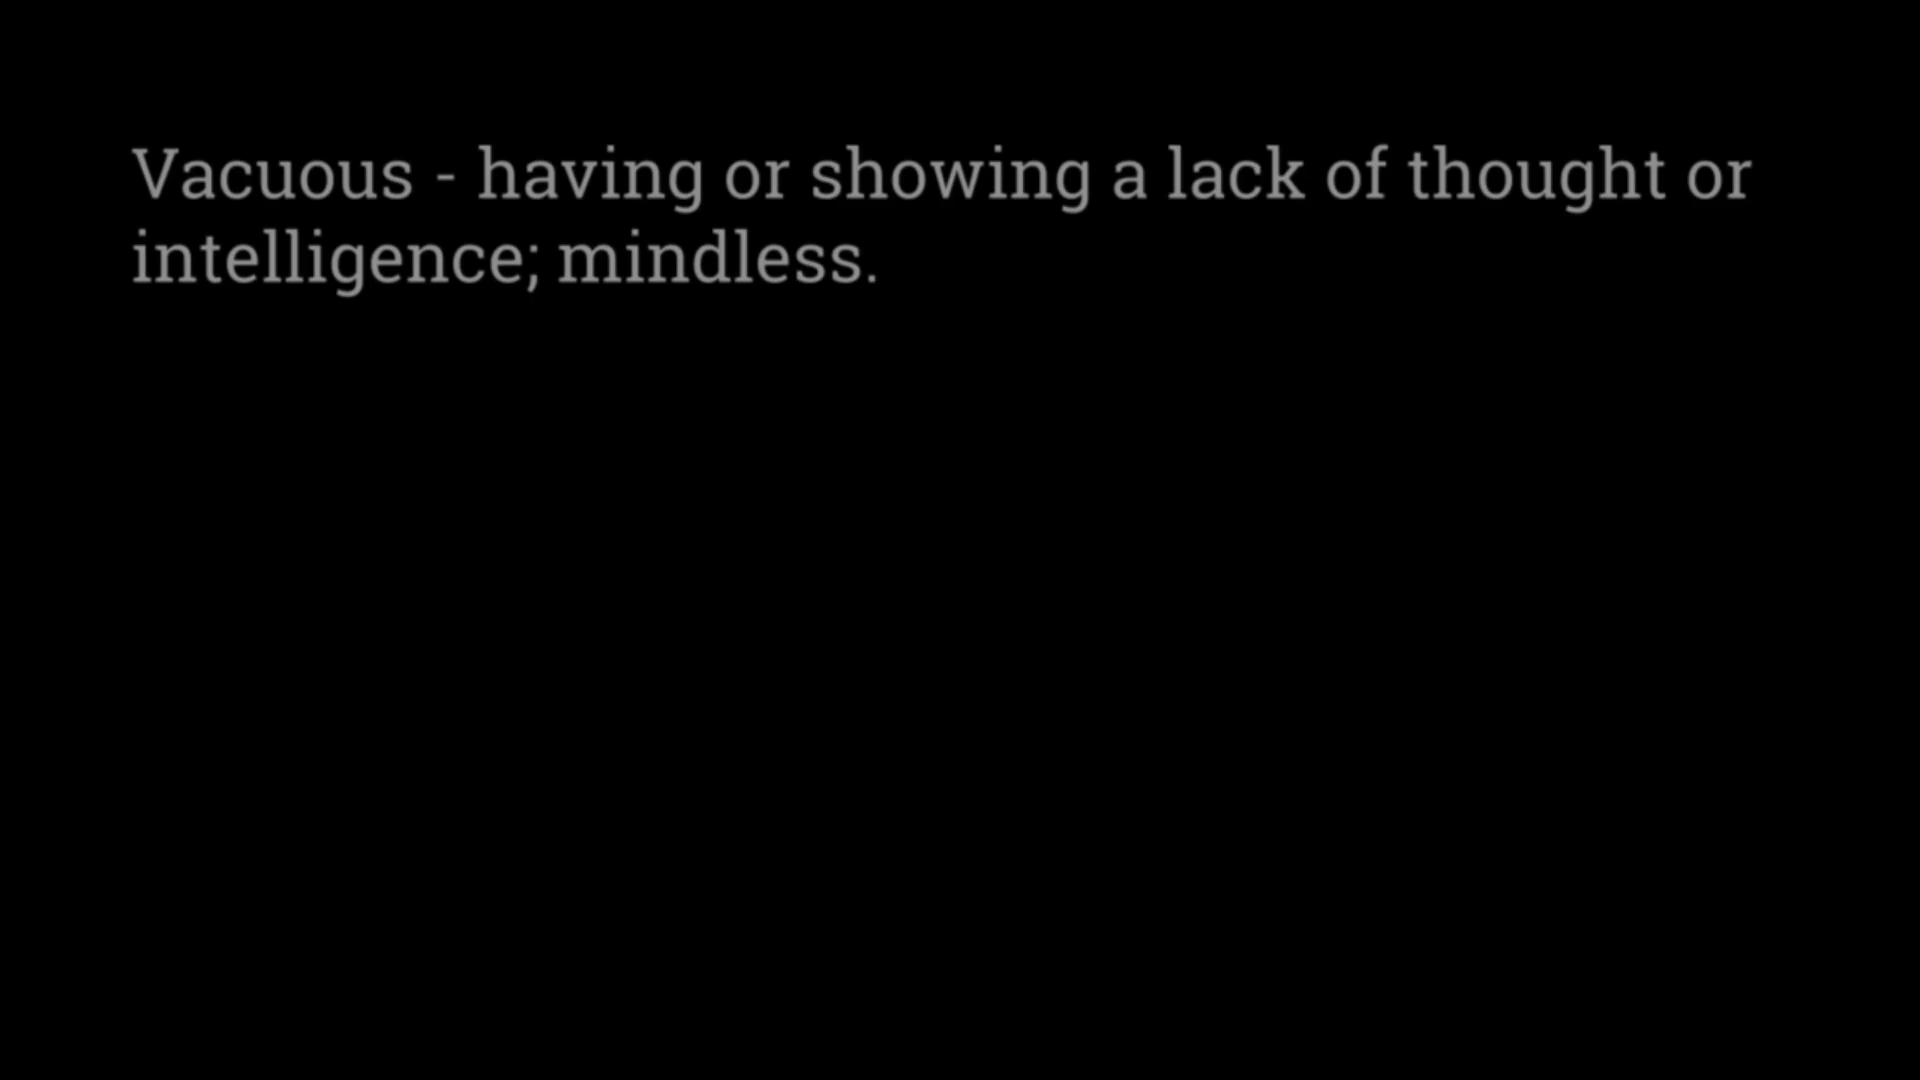 Vacuous - having or showing a lack of thought or
intelligence; mindless.